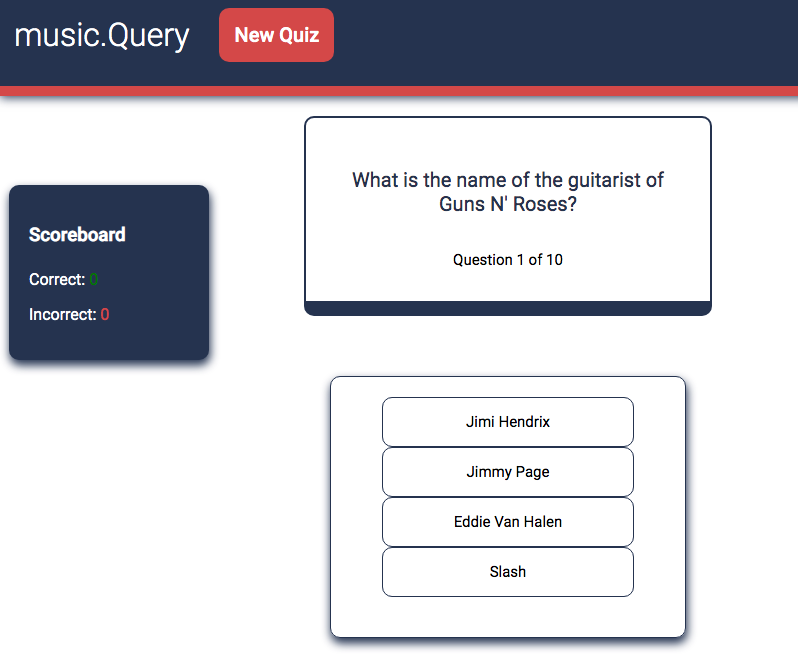 music.Query
New Quiz
What is the name of the guitarist of
Guns N' Roses?
Question 1 of 10
Scoreboard
Correct: 0
Incorrect: 0
Jimi Hendrix
Jimmy Page
Eddie Van Halen
Slash